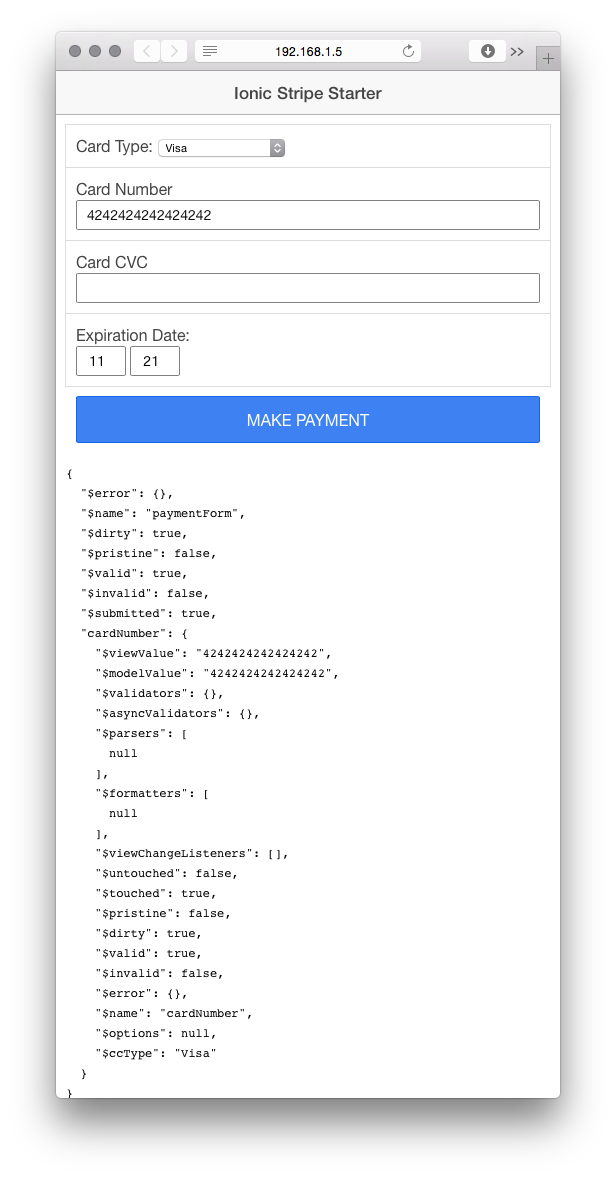 192.168.1.5
Ionic Stripe Starter
Card Type: Visa
Card Number
4242424242424242
Card CVC
Expiration Date:
11 21
MAKE PAYMENT
{
"$error": {},
"$name": "paymentForm",
"$dirty": true,
"$pristine": false,
"$valid": true,
"$invalid": false,
"$submitted": true,
"cardNumber": {
"$viewValue": "4242424242424242",
"$modelValue": "4242424242424242",
"$validators": {},
"$asyncValidators": {},
"$parsers": [
null
],
"$formatters": [
null
],
"$viewChangeListeners": [],
"$untouched": false,
"$touched": true,
"$pristine": false,
"$dirty": true,
"$valid": true,
"$invalid": false,
"$error": {},
"$name": "cardNumber",
"$options": null,
"$ccType": "Visa"
}
}